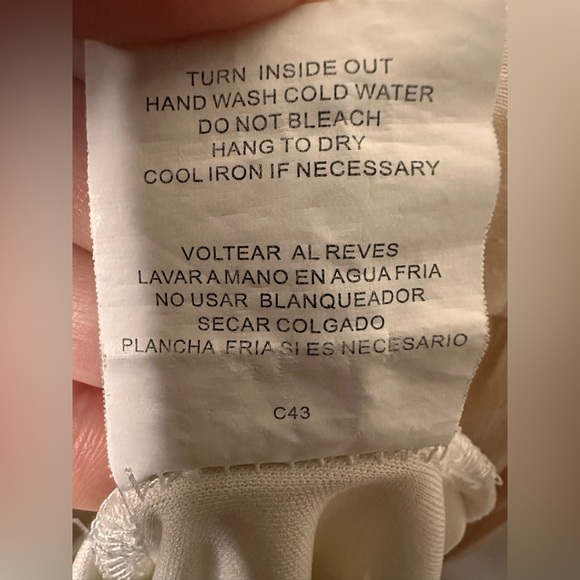 TURN INSIDE OUT
HAND WASH COLD WATER
DO NOT BLEACH
HANG TO DRY
COOL IRON IF NECESSARY
VOLTEAR AL REVES
LAVAR A MANO EN AGUA FRIA
NO USAR BLANQUEADOR
SECAR COLGADO
PLANCHA FRIA SI ES NECESARIO
C43